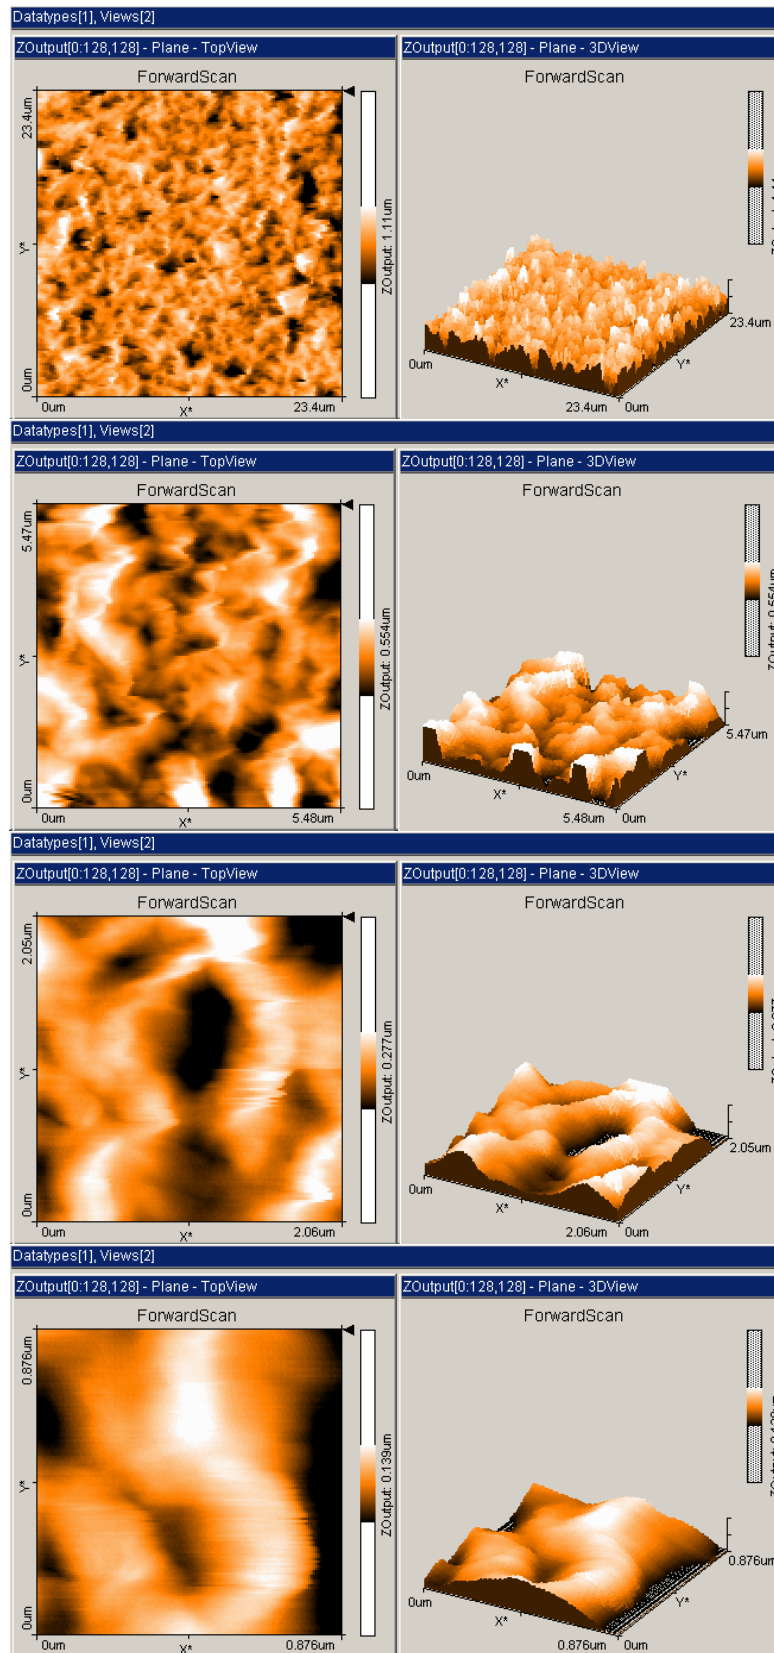 Datatypes[1], Views[2]
ZOutput[0:128,128] - Plane - TopView
ForwardScan
23.4um
Y*
0um
0um
X*
23.4um
ZOutput: 1.11um
ZOutput[0:128,128] - Plane - 3DView
ForwardScan
0um
X*
23.4um
0um
Y*
23.4um
Datatypes[1], Views[2]
ZOutput[0:128,128] - Plane - TopView
ForwardScan
5.47um
Y*
0um
0um
X*
5.48um
ZOutput: 0.554um
ZOutput[0:128,128] - Plane - 3DView
ForwardScan
0um
X*
5.48um
0um
Y*
5.47um
ZOutput: 0.554um
Datatypes[1], Views[2]
ZOutput[0:128,128] - Plane - TopView
ForwardScan
2.05um
Y*
0um
0um
X*
2.06um
ZOutput: 0.277um
ZOutput[0:128,128] - Plane - 3DView
ForwardScan
0um
X*
2.06um
0um
Y*
2.05um
Datatypes[1], Views[2]
ZOutput[0:128,128] - Plane - TopView
ForwardScan
0.876um
Y*
0um
0um
X*
0.876um
ZOutput: 0.139um
ZOutput[0:128,128] - Plane - 3DView
ForwardScan
0um
X*
0.876um
0um
Y*
0.876um